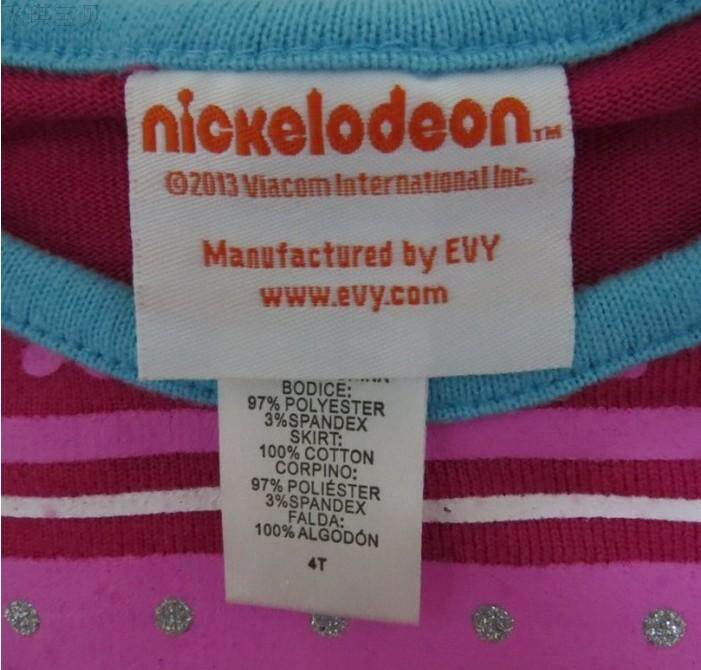 nickelodeon™
©2013 Viacom International Inc.
Manufactured by EVY
www.evy.com
BODICE:
97% POLYESTER
3%SPANDEX
SKIRT:
100% COTTON
CORPINO:
97% POLIÉSTER
3%SPANDEX
FALDA:
100% ALGODÓN
4T